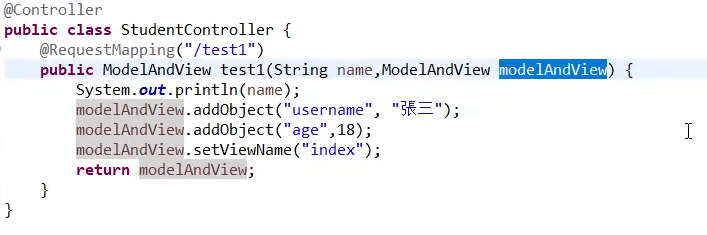 @Controller
public class StudentController {
    @RequestMapping("/test1")
    public ModelAndView test1(String name,ModelAndView modelAndView) {
        System.out.println(name);
        modelAndView.addObject("username", "張三");
        modelAndView.addObject("age",18);
        modelAndView.setViewName("index");
        return modelAndView;
    }
}